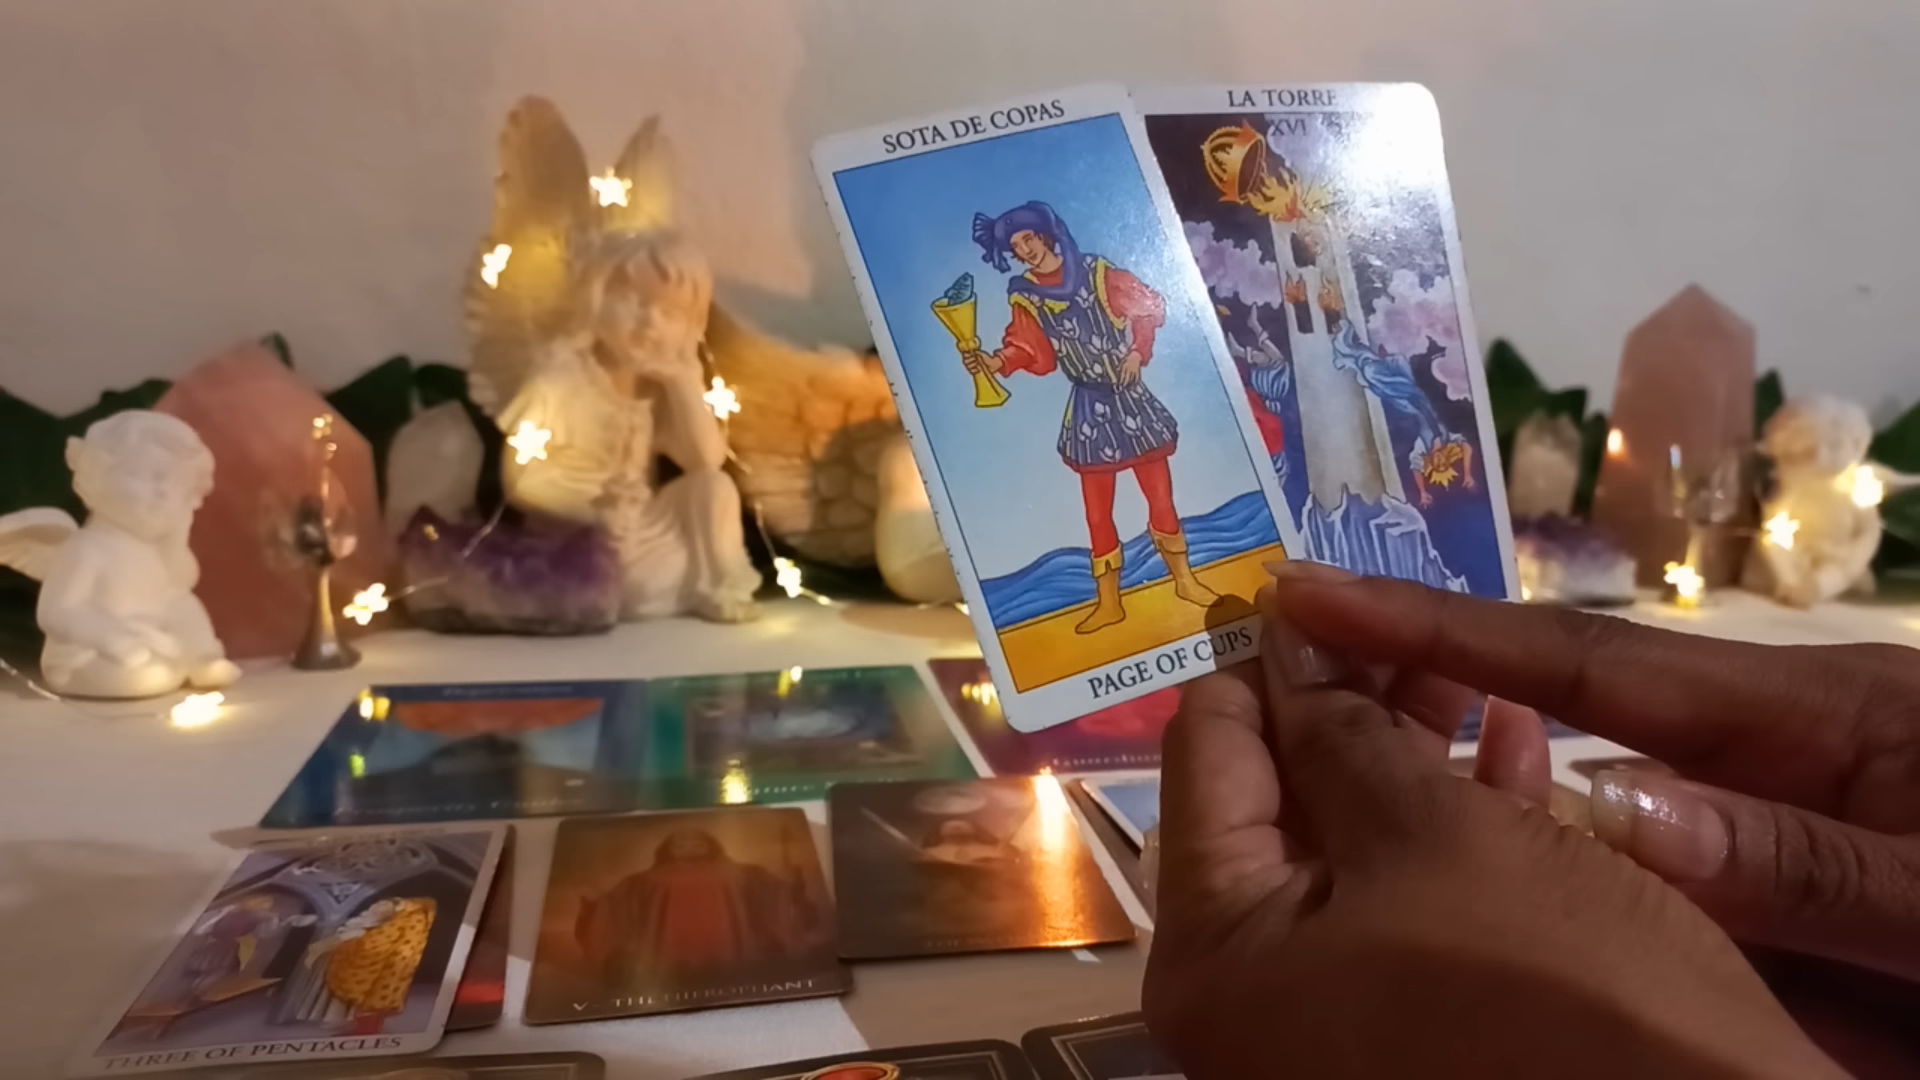 SOTA DE COPAS
LA TORRE
XVI
PAGE OF CUPS
V - THE HIEROPHANT
THREE OF PENTACLES